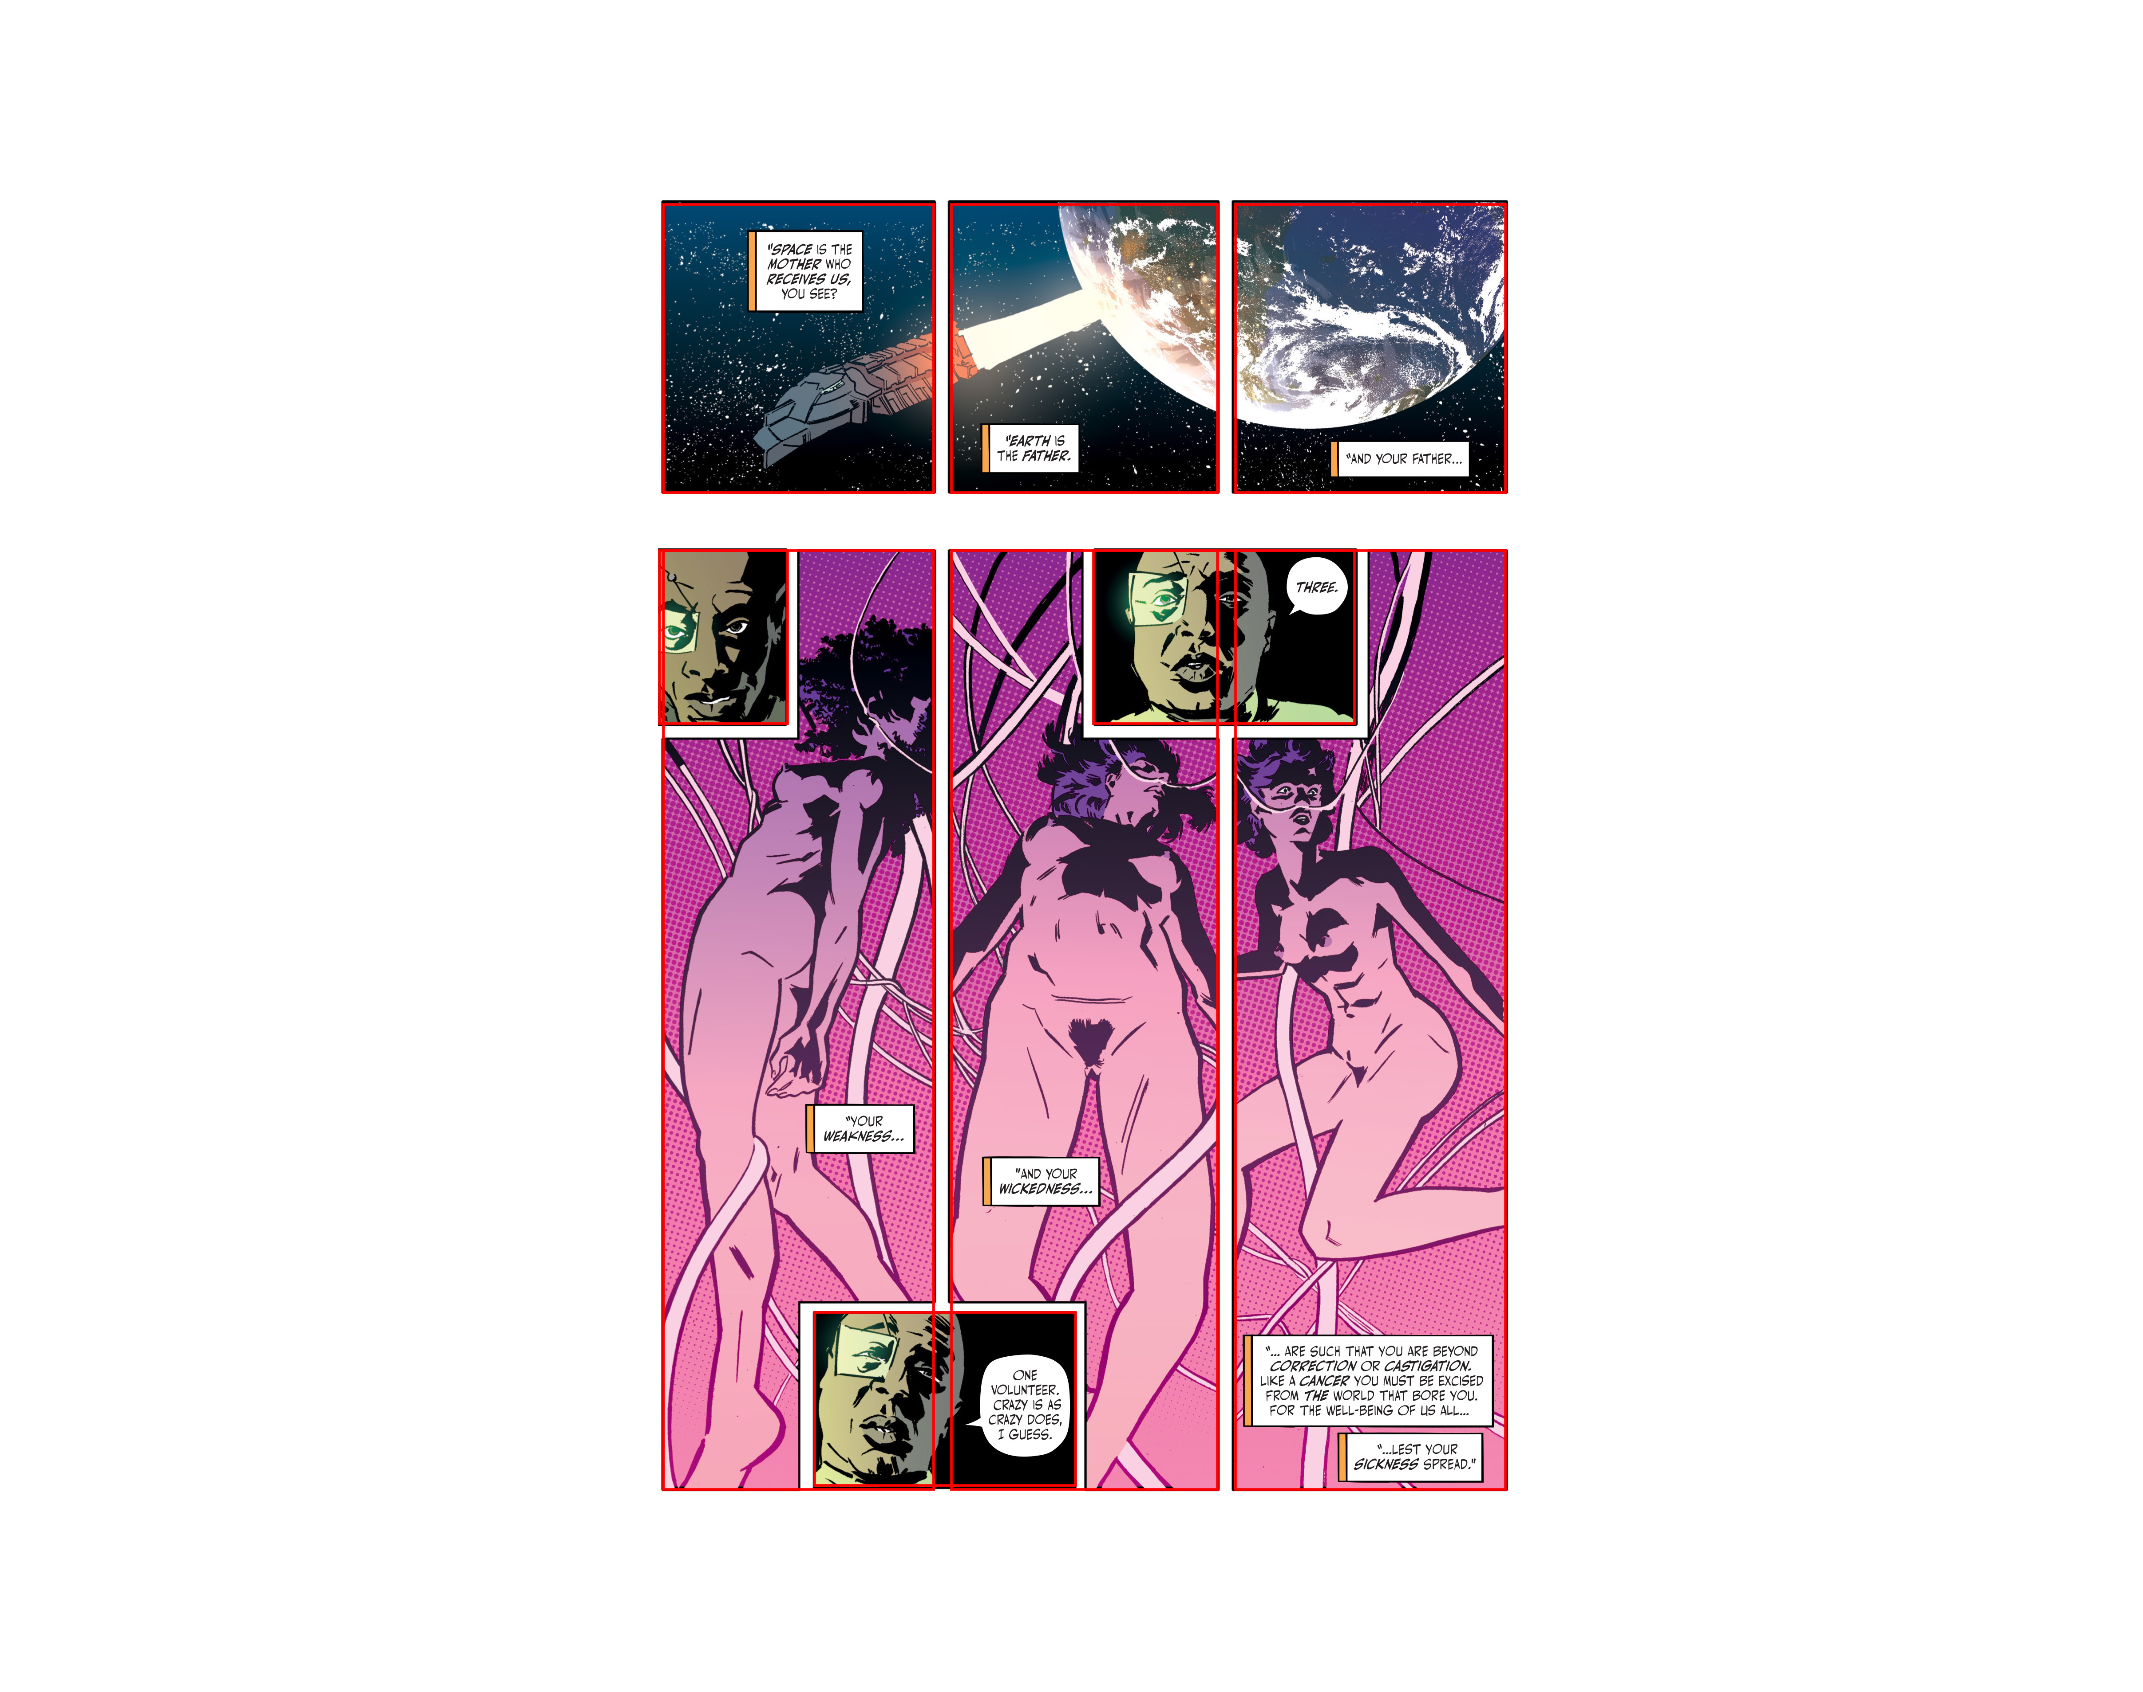 "SPACE IS THE
MOTHER WHO
RECEIVES US,
YOU SEE?
"EARTH IS
THE FATHER.
"AND YOUR FATHER...
THREE.
"YOUR
WEAKNESS...
"AND YOUR
WICKEDNESS...
ONE
VOLUNTEER.
CRAZY IS AS
CRAZY DOES,
I GUESS.
"... ARE SUCH THAT YOU ARE BEYOND
CORRECTION OR CASTIGATION.
LIKE A CANCER YOU MUST BE EXCISED
FROM THE WORLD THAT BORE YOU.
FOR THE WELL-BEING OF US ALL...
"...LEST YOUR
SICKNESS SPREAD."